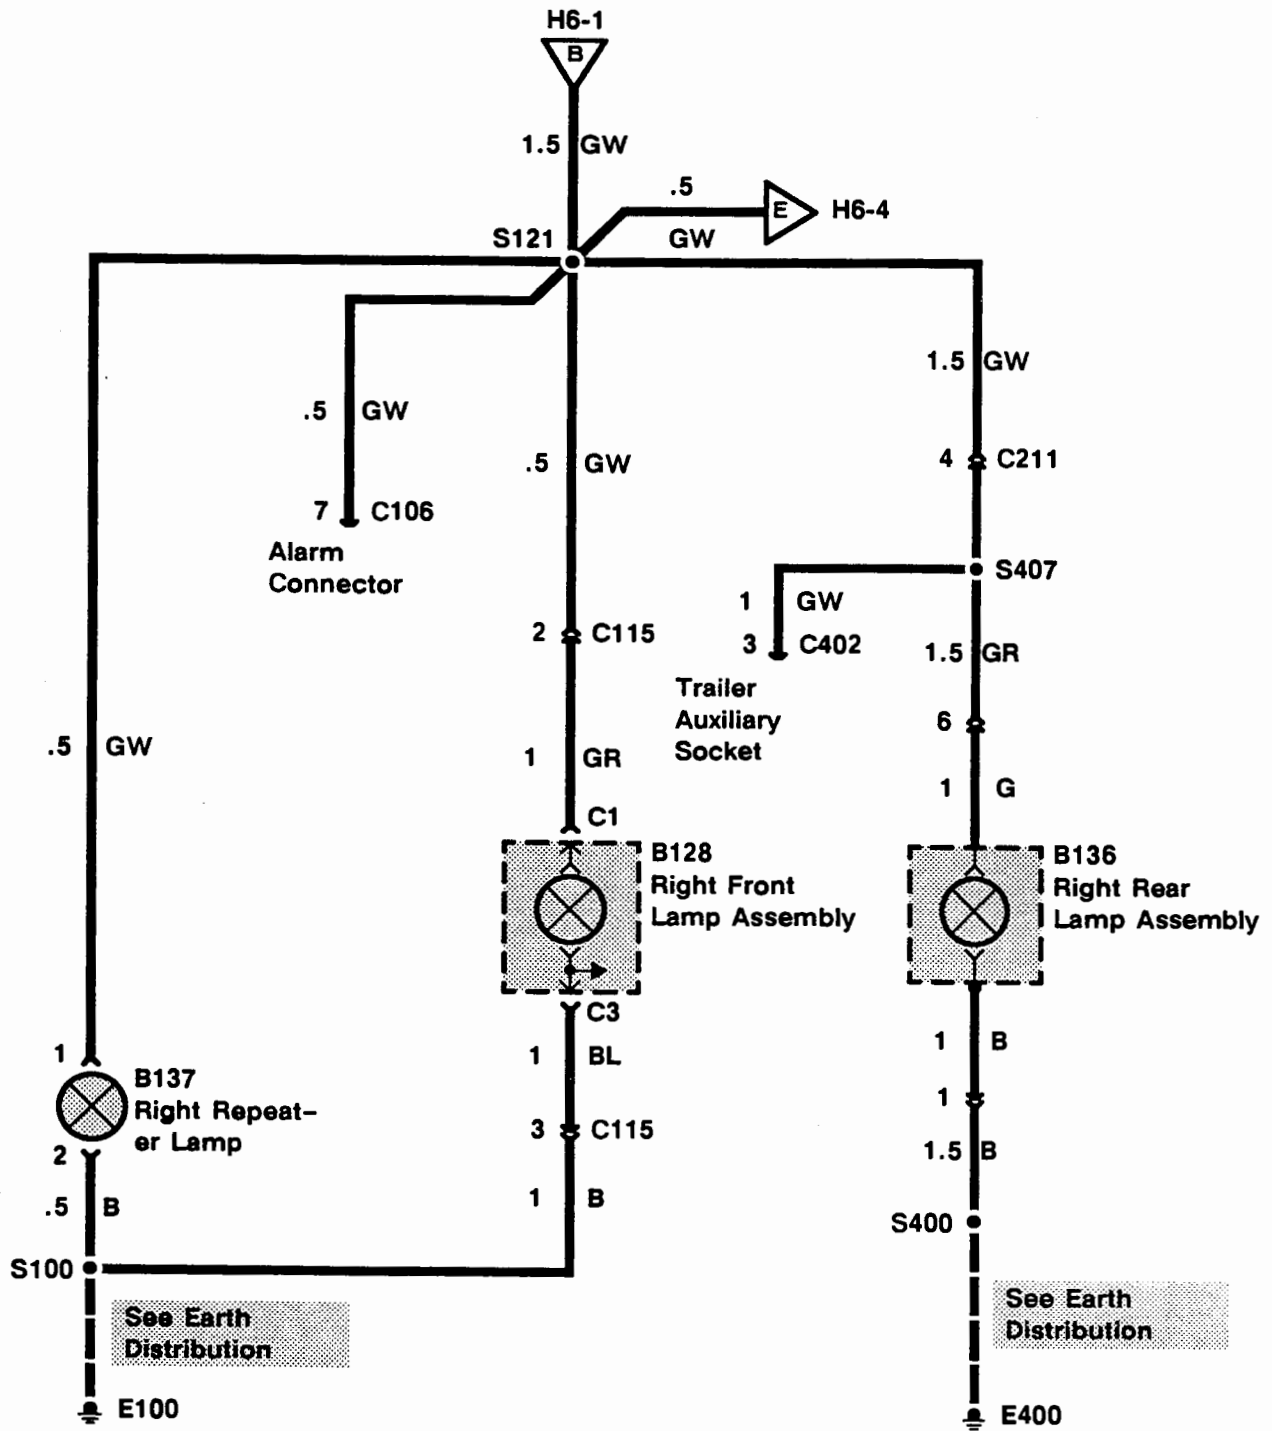 H6-1
B
1.5 GW
.5
E H6-4
GW
S121
1.5 GW
.5 GW
.5 GW
4 C211
7 C106
Alarm
Connector
S407
1 GW
2 C115
3 C402
1.5 GR
Trailer
Auxiliary
Socket
6
.5 GW
1 GR
1 G
C1
B128
Right Front
Lamp Assembly
B136
Right Rear
Lamp Assembly
C3
1 BL
1 B
1
B137
Right Repeat-
er Lamp
2
1
3 C115
1.5 B
.5 B
1 B
S400
S100
See Earth
Distribution
See Earth
Distribution
E100
E400